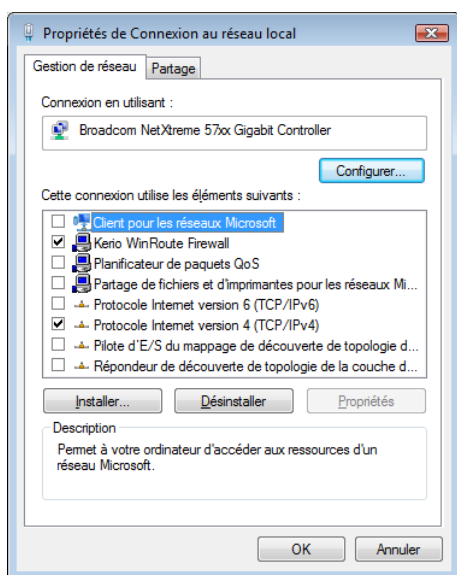 Propriétés de Connexion au réseau local
Gestion de réseau
Partage
Connexion en utilisant :
Broadcom NetXtreme 57xx Gigabit Controller
Configurer...
Cette connexion utilise les éléments suivants :
Client pour les réseaux Microsoft
Kerio WinRoute Firewall
Planificateur de paquets QoS
Partage de fichiers et d'imprimantes pour les réseaux Mi...
Protocole Internet version 6 (TCP/IPv6)
Protocole Internet version 4 (TCP/IPv4)
Pilote d'E/S du mappage de découverte de topologie d...
Répondeur de découverte de topologie de la couche d...
Installer...
Désinstaller
Propriétés
Description
Permet à votre ordinateur d'accéder aux ressources d'un
réseau Microsoft.
OK
Annuler